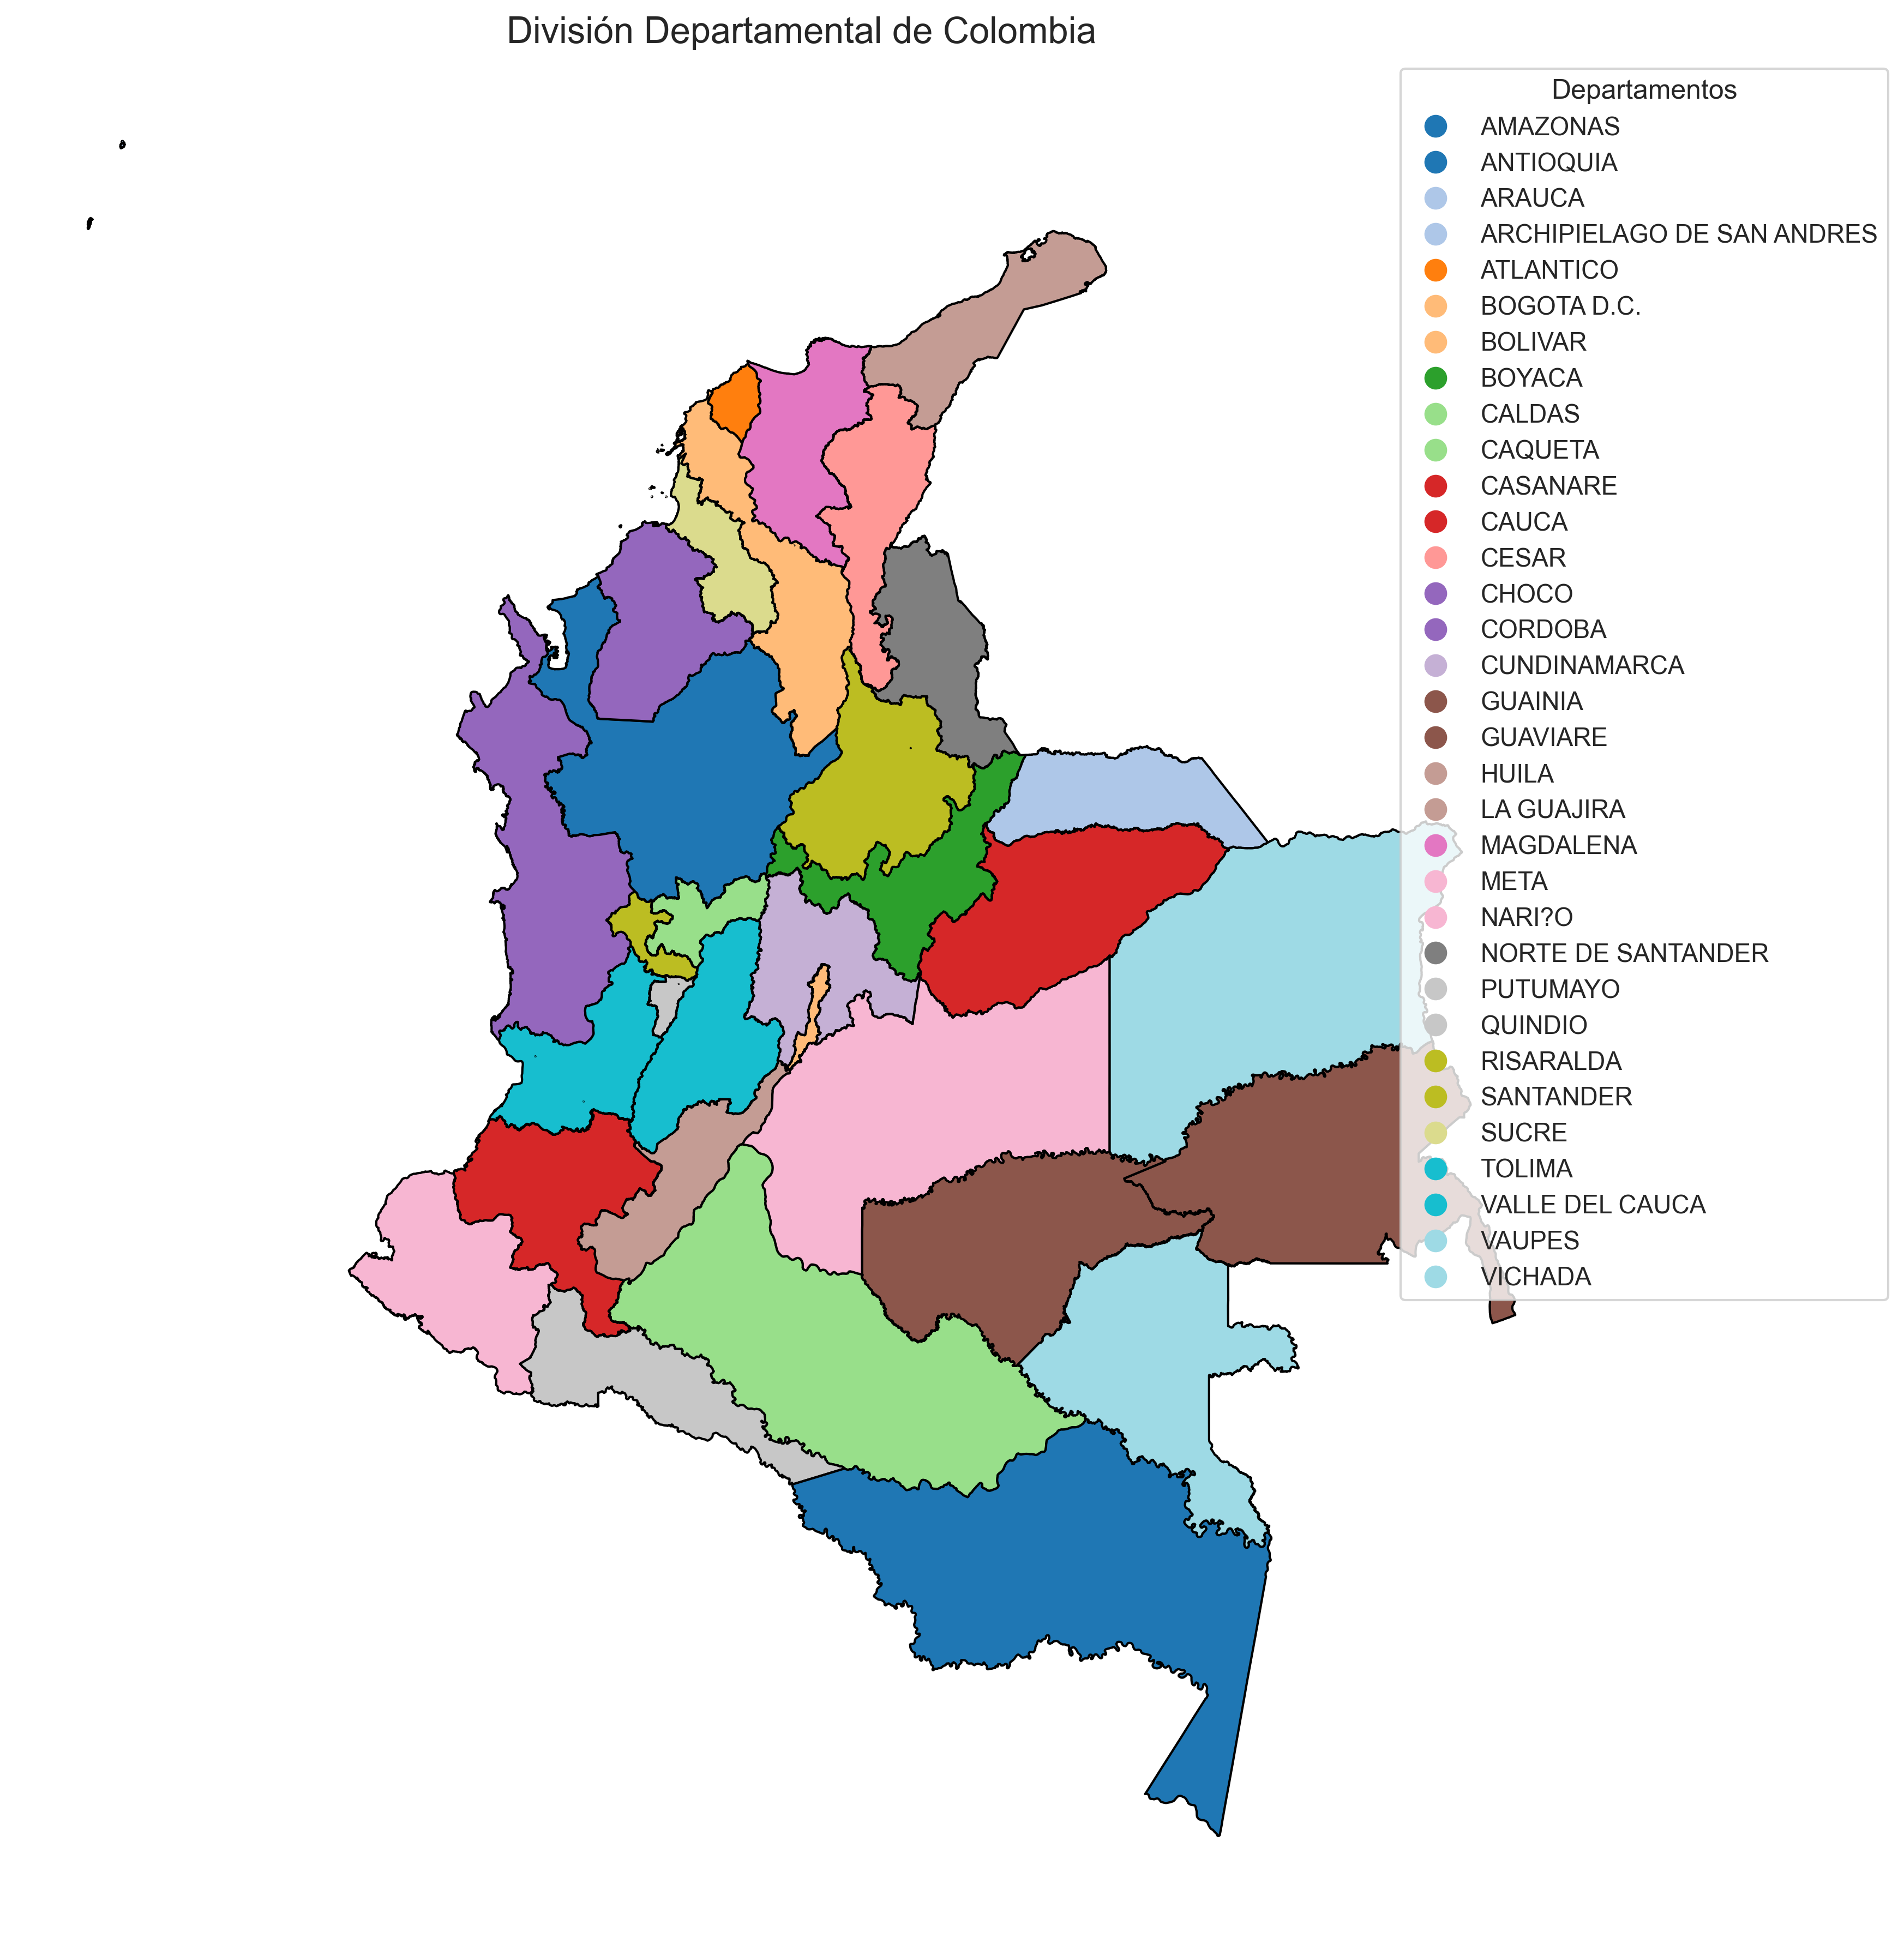 División Departamental de Colombia
Departamentos
AMAZONAS
ANTIOQUIA
ARAUCA
ARCHIPIELAGO DE SAN ANDRES
ATLANTICO
BOGOTA D.C.
BOLIVAR
BOYACA
CALDAS
CAQUETA
CASANARE
CAUCA
CESAR
CHOCO
CORDOBA
CUNDINAMARCA
GUAINIA
GUAVIARE
HUILA
LA GUAJIRA
MAGDALENA
META
NARI?O
NORTE DE SANTANDER
PUTUMAYO
QUINDIO
RISARALDA
SANTANDER
SUCRE
TOLIMA
VALLE DEL CAUCA
VAUPES
VICHADA